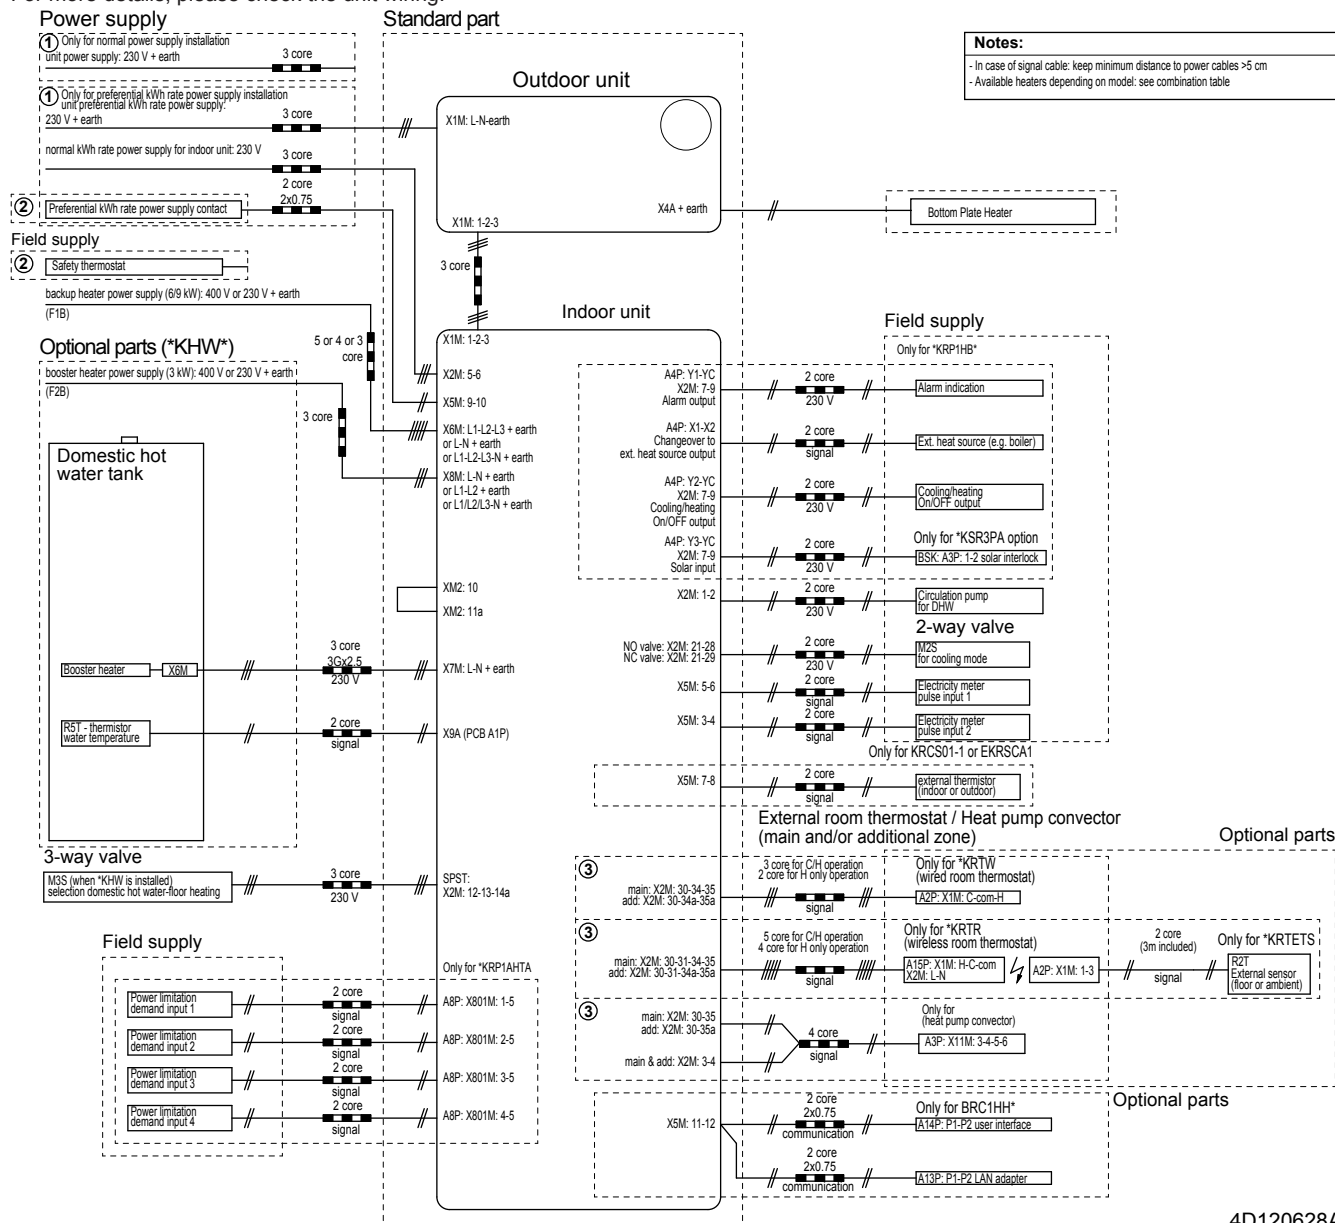 For more details, please check the unit wiring.
Power supply
① Only for normal power supply installation
unit power supply: 230 V + earth
3 core
① Only for preferential kWh rate power supply installation
unit preferential kWh rate power supply:
230 V + earth
3 core
normal kWh rate power supply for indoor unit: 230 V
3 core
2 core
2x0.75
② Preferential kWh rate power supply contact
Field supply
② Safety thermostat
backup heater power supply (6/9 kW): 400 V or 230 V + earth
(F1B)
5 or 4 or 3
core
Optional parts (*KHW*)
booster heater power supply (3 kW): 400 V or 230 V + earth
(F2B)
3 core
Domestic hot
water tank
Booster heater
X6M
3 core
3Gx2.5
230 V
R5T - thermistor
water temperature
2 core
signal
3-way valve
M3S (when *KHW is installed)
selection domestic hot water-floor heating
3 core
230 V
Field supply
Power limitation
demand input 1
2 core
signal
Power limitation
demand input 2
2 core
signal
Power limitation
demand input 3
2 core
signal
Power limitation
demand input 4
2 core
signal
Standard part
Outdoor unit
X1M: L-N-earth
X4A + earth
X1M: 1-2-3
3 core
Indoor unit
X1M: 1-2-3
X2M: 5-6
X5M: 9-10
X6M: L1-L2-L3 + earth
or L-N + earth
or L1-L2-L3-N + earth
X8M: L-N + earth
or L1-L2 + earth
or L1/L2/L3-N + earth
XM2: 10
XM2: 11a
X7M: L-N + earth
X9A (PCB A1P)
SPST:
X2M: 12-13-14a
Only for *KRP1AHTA
A8P: X801M: 1-5
A8P: X801M: 2-5
A8P: X801M: 3-5
A8P: X801M: 4-5
Notes:
- In case of signal cable: keep minimum distance to power cables >5 cm
- Available heaters depending on model: see combination table
Bottom Plate Heater
Field supply
Only for *KRP1HB*
A4P: Y1-YC
X2M: 7-9
Alarm output
2 core
230 V
Alarm indication
A4P: X1-X2
Changeover to
ext. heat source output
2 core
signal
Ext. heat source (e.g. boiler)
A4P: Y2-YC
X2M: 7-9
Cooling/heating
On/OFF output
2 core
230 V
Cooling/heating
On/OFF output
Only for *KSR3PA option
A4P: Y3-YC
X2M: 7-9
Solar input
2 core
230 V
BSK: A3P: 1-2 solar interlock
X2M: 1-2
2 core
230 V
Circulation pump
for DHW
2-way valve
NO valve: X2M: 21-28
NC valve: X2M: 21-29
2 core
230 V
M2S
for cooling mode
X5M: 5-6
2 core
signal
Electricity meter
pulse input 1
X5M: 3-4
2 core
signal
Electricity meter
pulse input 2
Only for KRCS01-1 or EKRSCA1
X5M: 7-8
2 core
signal
external thermistor
(indoor or outdoor)
External room thermostat / Heat pump convector
(main and/or additional zone)
Optional parts
③
main: X2M: 30-34-35
add: X2M: 30-34a-35a
3 core for C/H operation
2 core for H only operation
signal
Only for *KRTW
(wired room thermostat)
A2P: X1M: C-com-H
③
main: X2M: 30-31-34-35
add: X2M: 30-31-34a-35a
5 core for C/H operation
4 core for H only operation
signal
Only for *KRTR
(wireless room thermostat)
A15P: X1M: H-C-com
X2M: L-N
A2P: X1M: 1-3
2 core
(3m included)
signal
Only for *KRTETS
R2T
External sensor
(floor or ambient)
③
main: X2M: 30-35
add: X2M: 30-35a
main & add: X2M: 3-4
4 core
signal
Only for
(heat pump convector)
A3P: X11M: 3-4-5-6
Optional parts
X5M: 11-12
2 core
2x0.75
communication
Only for BRC1HH*
A14P: P1-P2 user interface
2 core
2x0.75
communication
A13P: P1-P2 LAN adapter
4D120628A